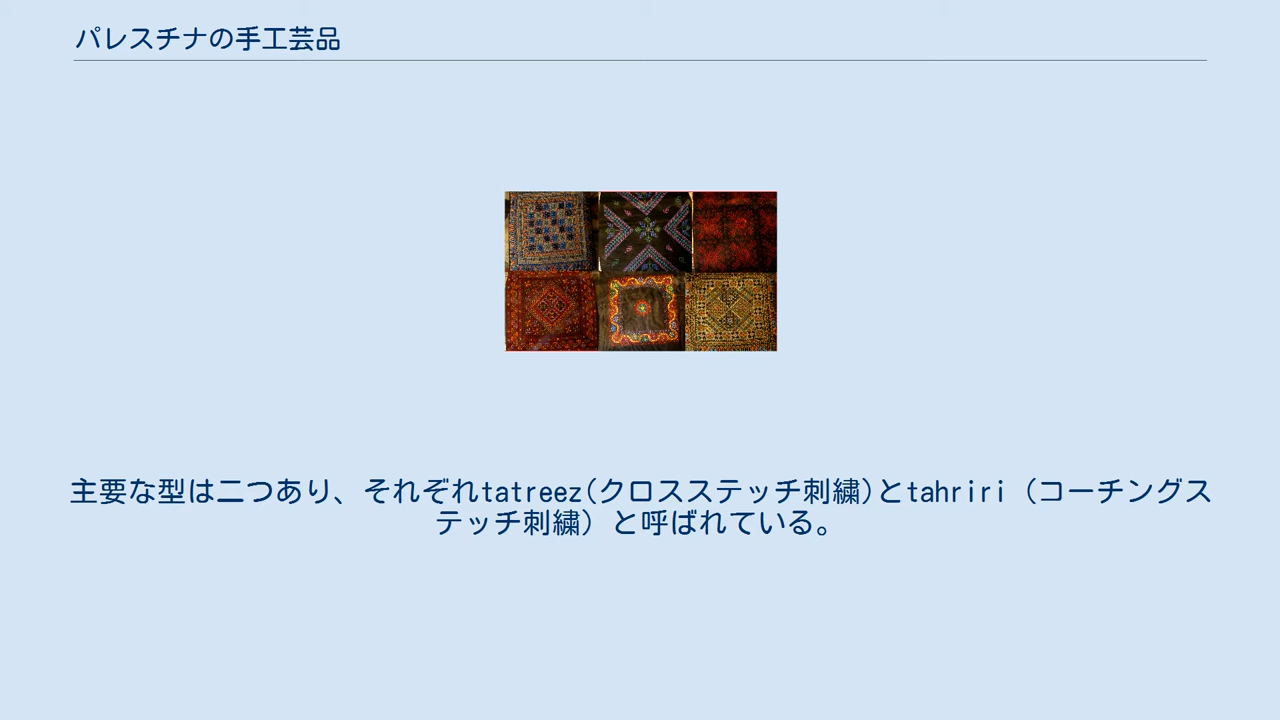 パレスチナの手工芸品
主要な型は二つあり、それぞれtatreez(クロスステッチ刺繍)とtahriri（コーチングス
テッチ刺繍）と呼ばれている。